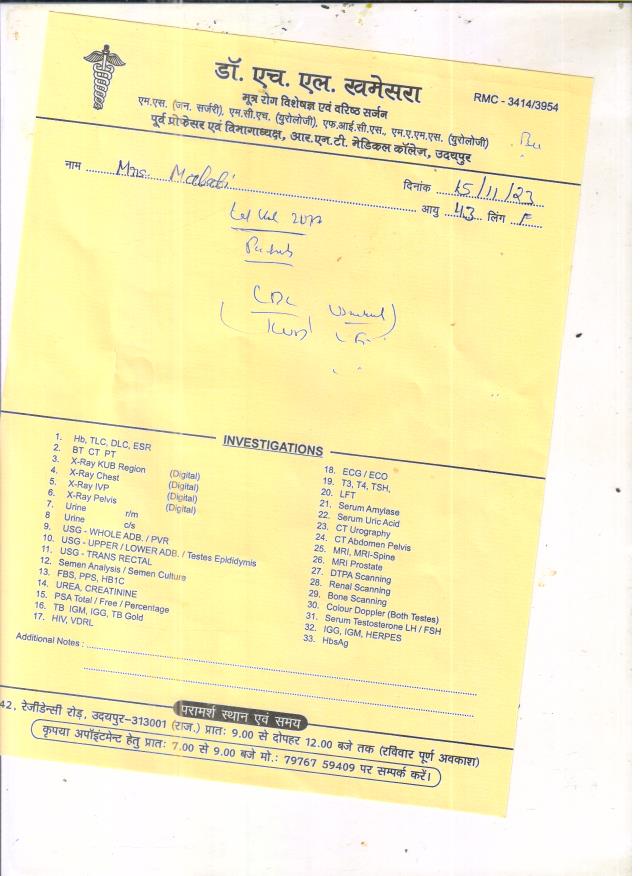 डॉ. एच. एल. खमेसरा
RMC - 3414/3954
मूत्र रोग विशेषज्ञ एवं वरिष्ठ सर्जन
एम.एस. (जन. सर्जरी), एम.सी.एच. (युरोलोजी), एफ.आई.सी.एस., एम.ए.एम.एस. (युरोलोजी)
पूर्व प्रोफेसर एवं विभागाध्यक्ष, आर.एन.टी. मेडिकल कॉलेज, उदयपुर
नाम Mrs.
दिनांक 15/11/23
आयु 43 लिंग F
INVESTIGATIONS
1. Hb, TLC, DLC, ESR
2. BT CT PT
3. X-Ray KUB Region (Digital)
4. X-Ray Chest (Digital)
5. X-Ray IVP (Digital)
6. X-Ray Pelvis (Digital)
7. Urine r/m
8 Urine c/s
9. USG - WHOLE ADB. / PVR
10. USG - UPPER / LOWER ADB. / Testes Epididymis
11. USG - TRANS RECTAL
12. Semen Analysis / Semen Culture
13. FBS, PPS, HB1C
14. UREA, CREATININE
15. PSA Total / Free / Percentage
16. TB IGM, IGG, TB Gold
17. HIV, VDRL
18. ECG / ECO
19. T3, T4, TSH,
20. LFT
21. Serum Amylase
22. Serum Uric Acid
23. CT Urography
24. CT Abdomen Pelvis
25. MRI, MRI-Spine
26. MRI Prostate
27. DTPA Scanning
28. Renal Scanning
29. Bone Scanning
30. Colour Doppler (Both Testes)
31. Serum Testosterone LH / FSH
32. IGG, IGM, HERPES
33. HbsAg
Additional Notes :
परामर्श स्थान एवं समय
42, रेजीडेन्सी रोड़, उदयपुर–313001 (राज.) प्रातः 9.00 से दोपहर 12.00 बजे तक (रविवार पूर्ण अवकाश)
कृपया अपॉइंटमेन्ट हेतु प्रातः 7.00 से 9.00 बजे मो.: 79767 59409 पर सम्पर्क करें।